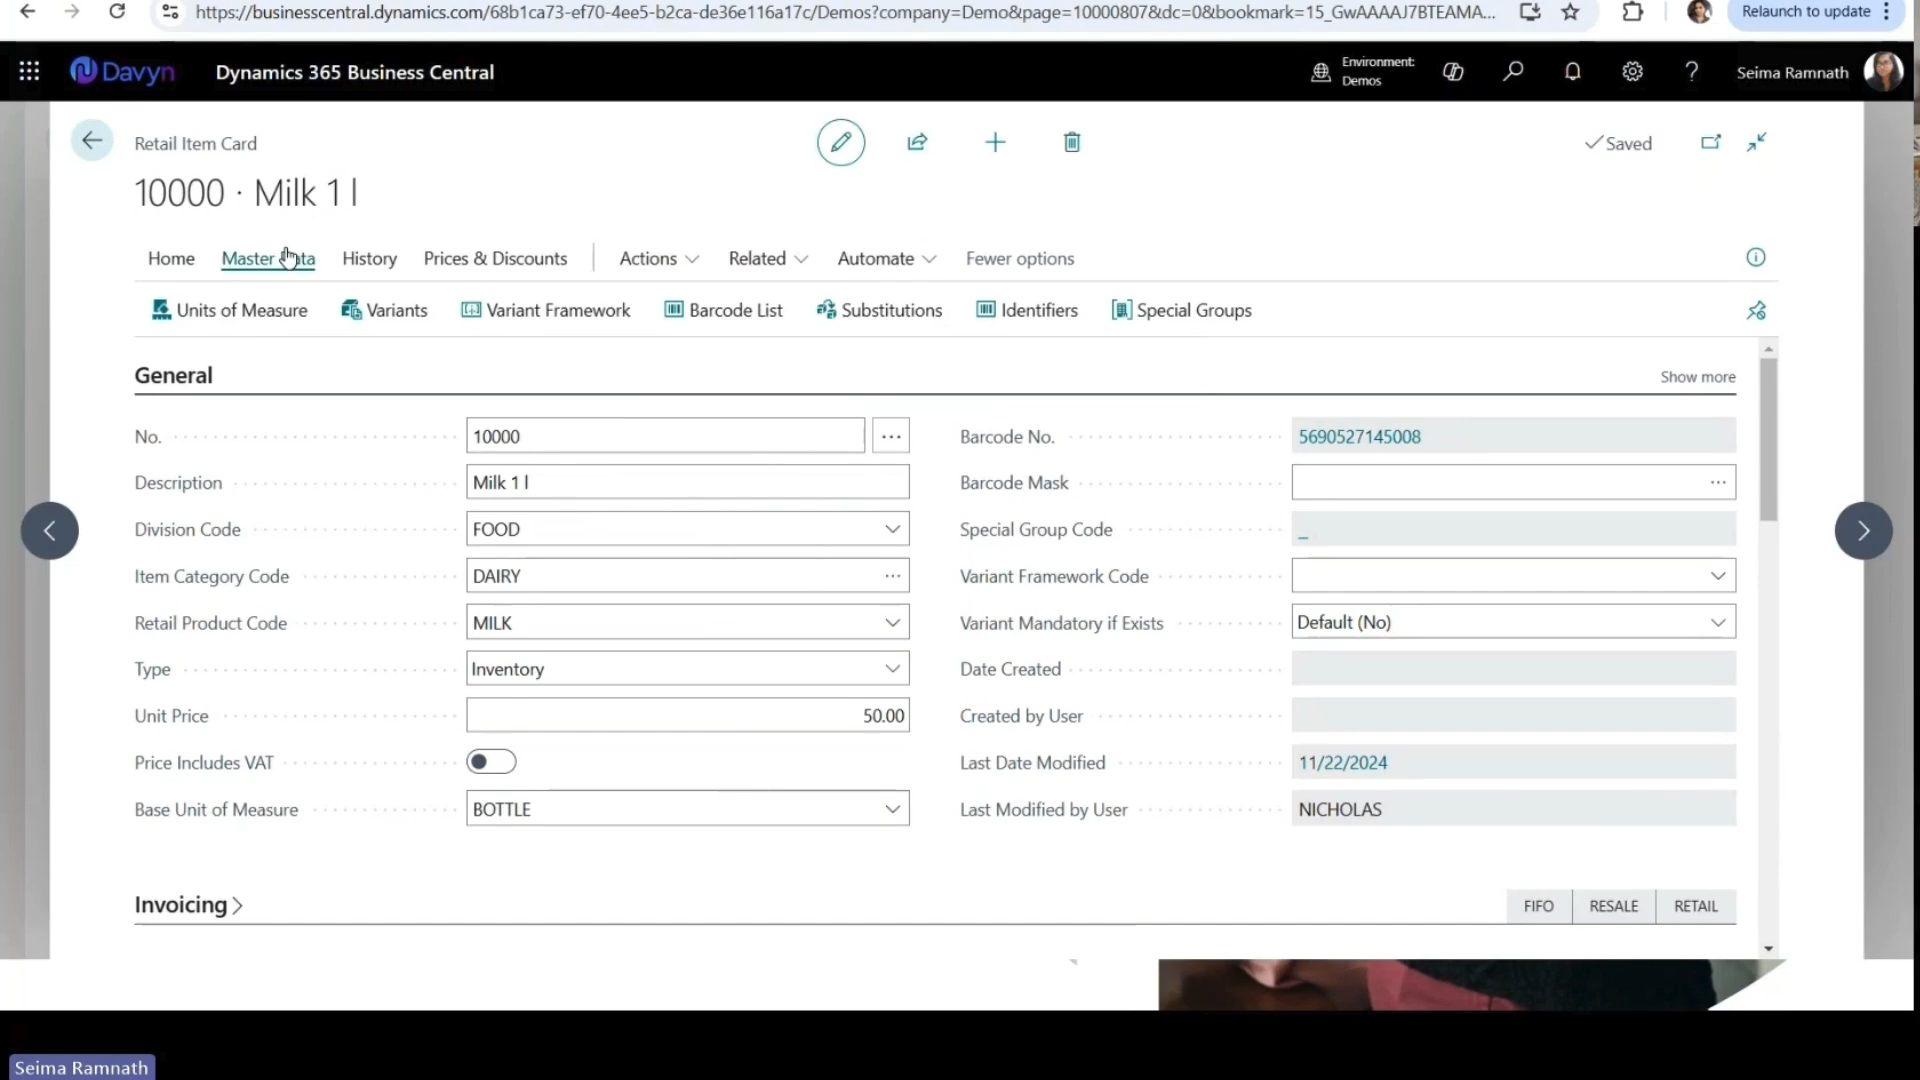 https://businesscentral.dynamics.com/68b1ca73-ef70-4ee5-b2ca-de36e116a17c/Demos?company=Demo&page=10000807&dc=0&bookmark=15_GwAAAAJ7BTEAMA...
Relaunch to update
Davyn
Dynamics 365 Business Central
Environment:
Demos
Seima Ramnath
Retail Item Card
Saved
10000 · Milk 1 l
Home Master Data History Prices & Discounts Actions Related Automate Fewer options
Units of Measure Variants Variant Framework Barcode List Substitutions Identifiers Special Groups
General
Show more
No. 10000 ...
Description Milk 1 l
Division Code FOOD
Item Category Code DAIRY ...
Retail Product Code MILK
Type Inventory
Unit Price 50.00
Price Includes VAT
Base Unit of Measure BOTTLE
Barcode No. 5690527145008
Barcode Mask ...
Special Group Code _
Variant Framework Code
Variant Mandatory if Exists Default (No)
Date Created
Created by User
Last Date Modified 11/22/2024
Last Modified by User NICHOLAS
Invoicing
FIFO RESALE RETAIL
Seima Ramnath